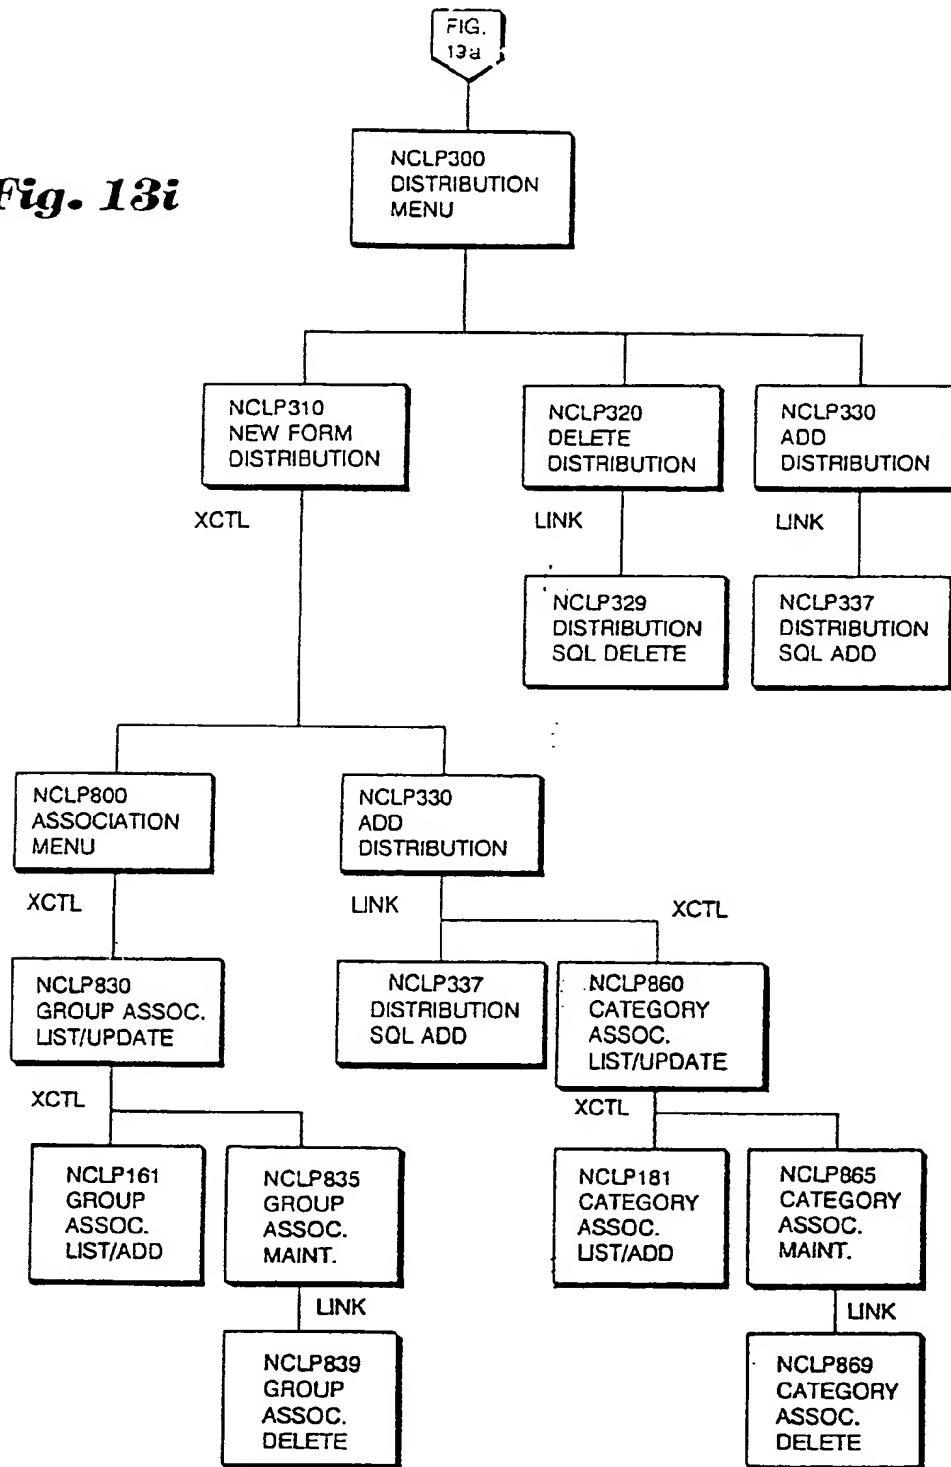 FIG.
13a
Fig. 13i
NCLP300
DISTRIBUTION
MENU
NCLP310
NEW FORM
DISTRIBUTION
NCLP320
DELETE
DISTRIBUTION
NCLP330
ADD
DISTRIBUTION
XCTL
LINK
LINK
NCLP329
DISTRIBUTION
SQL DELETE
NCLP337
DISTRIBUTION
SQL ADD
NCLP800
ASSOCIATION
MENU
NCLP330
ADD
DISTRIBUTION
XCTL
LINK
XCTL
NCLP830
GROUP ASSOC.
LIST/UPDATE
NCLP337
DISTRIBUTION
SQL ADD
NCLP860
CATEGORY
ASSOC.
LIST/UPDATE
XCTL
XCTL
NCLP161
GROUP
ASSOC.
LIST/ADD
NCLP835
GROUP
ASSOC.
MAINT.
NCLP181
CATEGORY
ASSOC.
LIST/ADD
NCLP865
CATEGORY
ASSOC.
MAINT.
LINK
LINK
NCLP839
GROUP
ASSOC.
DELETE
NCLP869
CATEGORY
ASSOC.
DELETE